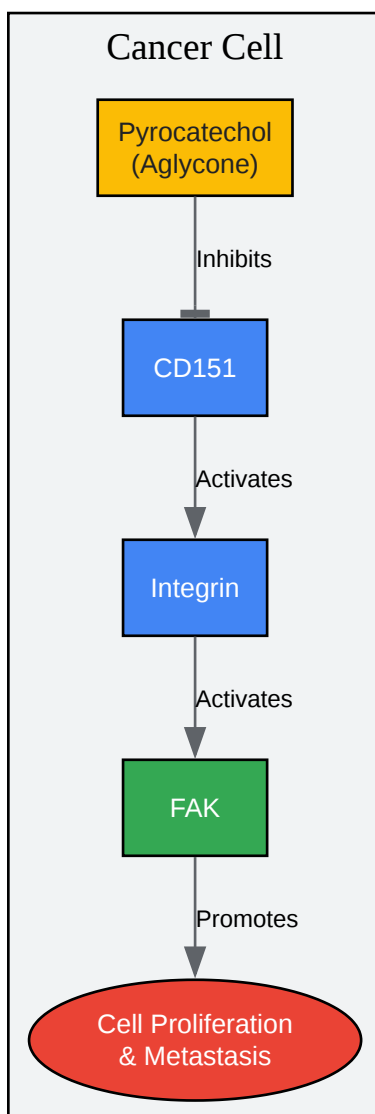 Cancer Cell
Pyrocatechol
(Aglycone)
Inhibits
CD151
Activates
Integrin
Activates
FAK
Promotes
Cell Proliferation
& Metastasis